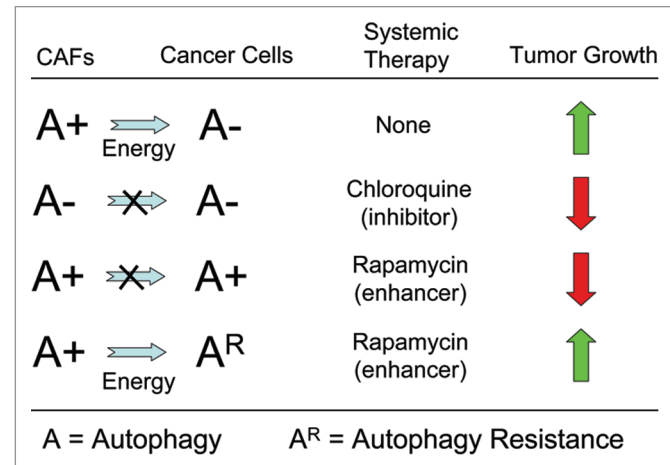 CAFs Cancer Cells Systemic Therapy Tumor Growth
A+ Energy A- None
A- A- Chloroquine (inhibitor)
A+ A+ Rapamycin (enhancer)
A+ Energy Aᴿ Rapamycin (enhancer)
A = Autophagy Aᴿ = Autophagy Resistance